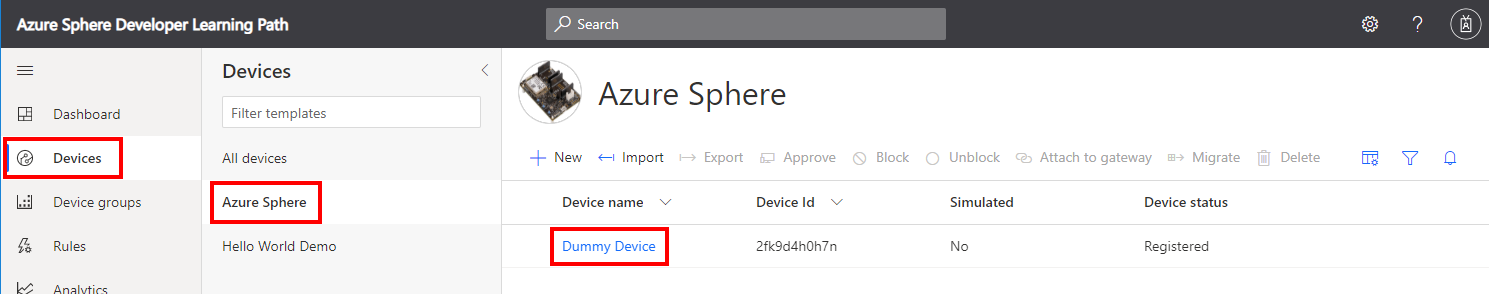 Azure Sphere Developer Learning Path
Search
?
Dashboard
Devices
Device groups
Rules
Analytics
Devices
Filter templates
All devices
Azure Sphere
Hello World Demo
Azure Sphere
New Import Export Approve Block Unblock Attach to gateway Migrate Delete
Device name Device Id Simulated Device status
Dummy Device 2fk9d4h0h7n No Registered